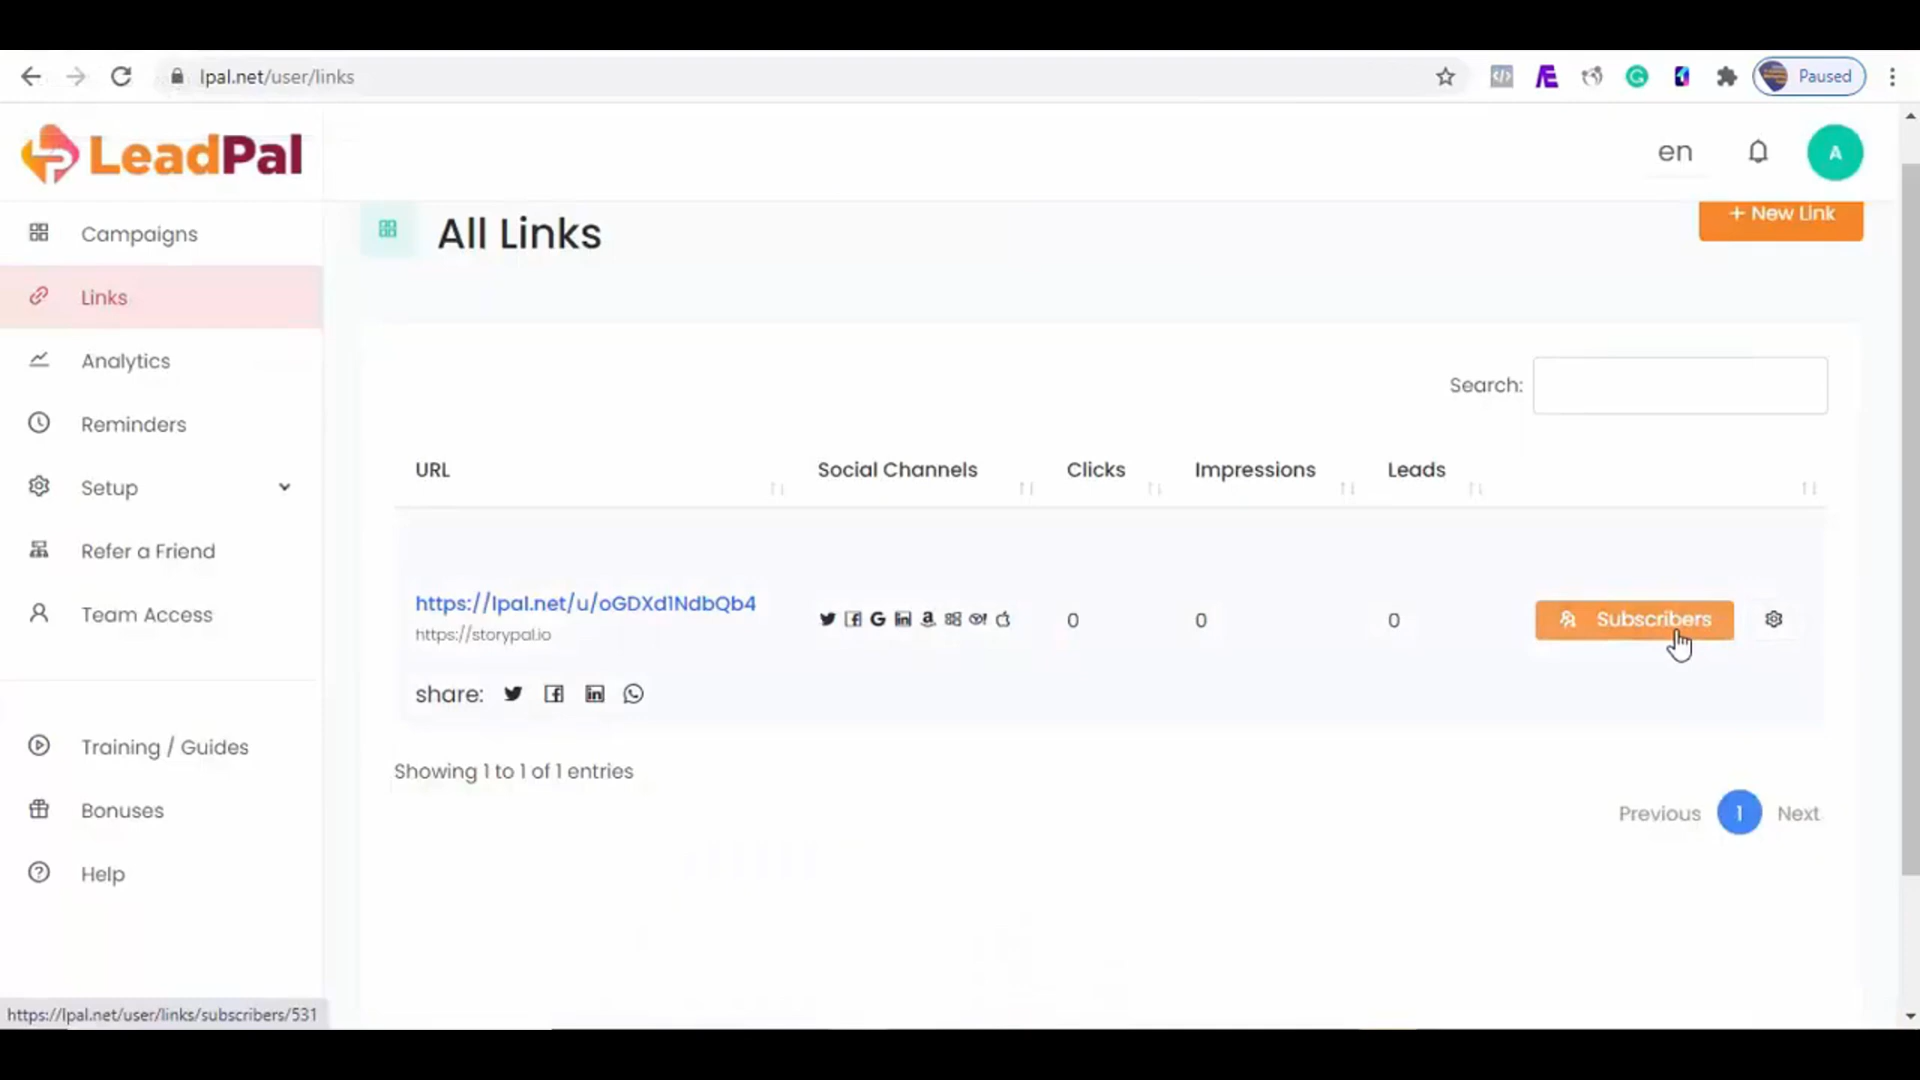 lpal.net/user/links
Paused
LeadPal
en
A
Campaigns
Links
Analytics
Reminders
Setup
Refer a Friend
Team Access
Training / Guides
Bonuses
Help
All Links
+ New Link
Search:
URL Social Channels Clicks Impressions Leads
https://lpal.net/u/oGDXd1NdbQb4
https://storypal.io
0 0 0 Subscribers
share:
Showing 1 to 1 of 1 entries
Previous 1 Next
https://lpal.net/user/links/subscribers/531